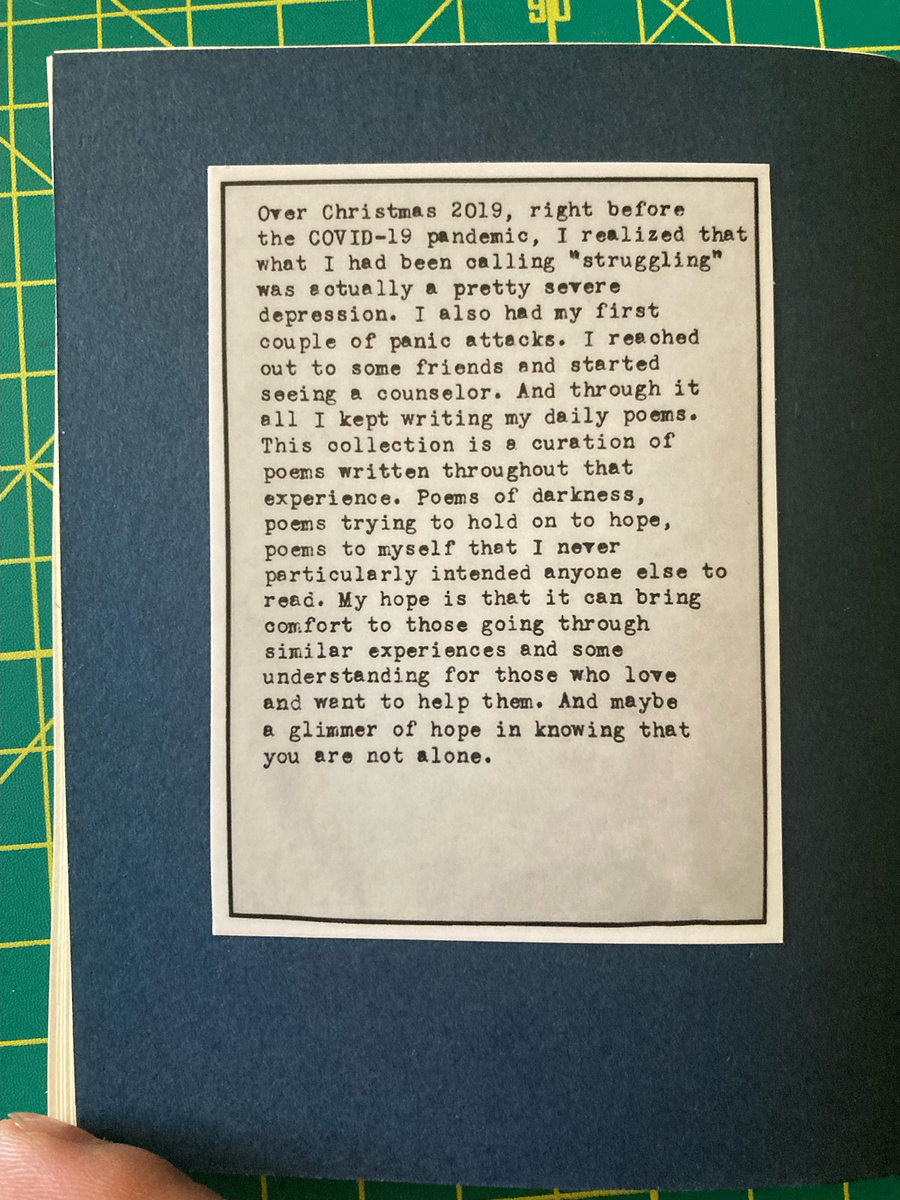 90
Over Christmas 2019, right before
the COVID-19 pandemic, I realized that
what I had been calling "struggling"
was actually a pretty severe
depression. I also had my first
couple of panic attacks. I reached
out to some friends and started
seeing a counselor. And through it
all I kept writing my daily poems.
This collection is a curation of
poems written throughout that
experience. Poems of darkness,
poems trying to hold on to hope,
poems to myself that I never
particularly intended anyone else to
read. My hope is that it can bring
comfort to those going through
similar experiences and some
understanding for those who love
and want to help them. And maybe
a glimmer of hope in knowing that
you are not alone.